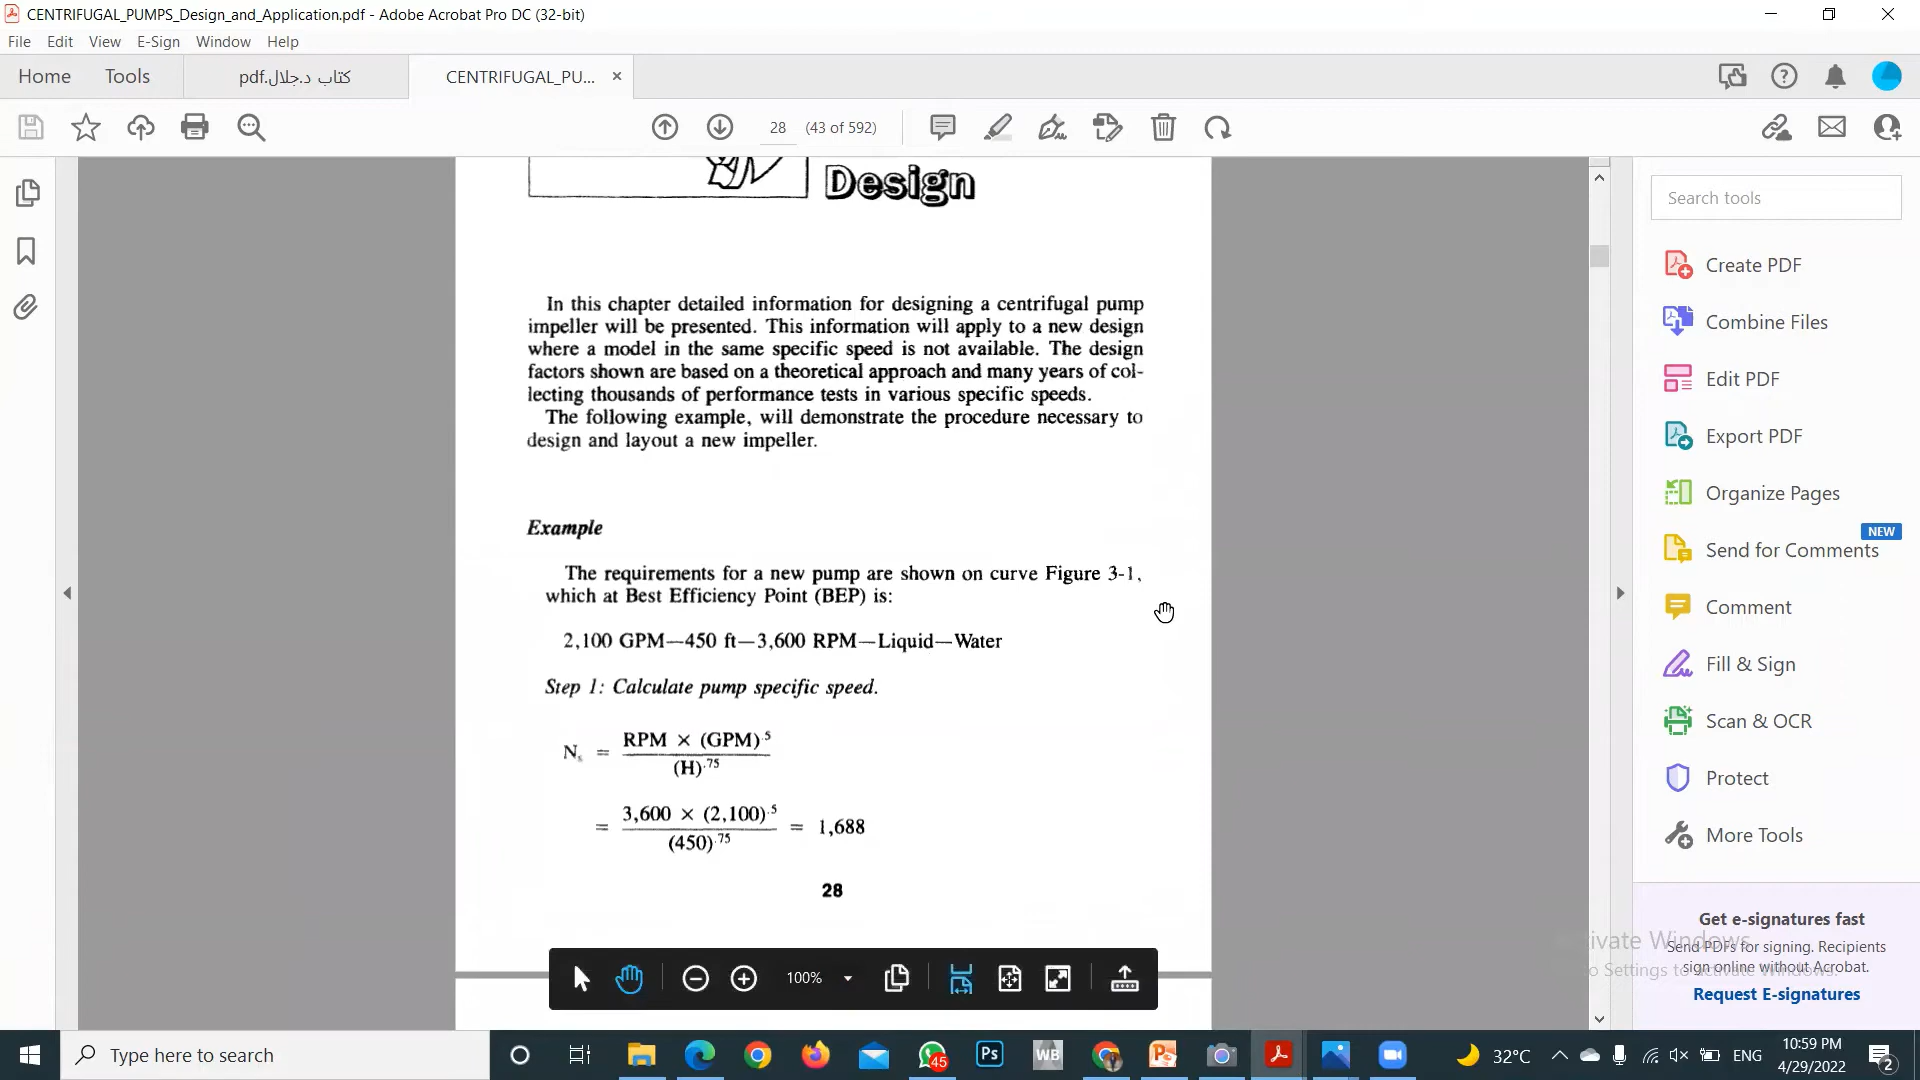 CENTRIFUGAL_PUMPS_Design_and_Application.pdf - Adobe Acrobat Pro DC (32-bit)
File Edit View E-Sign Window Help
Home Tools كتاب د.جلال.pdf CENTRIFUGAL_PU... ×
28 (43 of 592)
Design
In this chapter detailed information for designing a centrifugal pump
impeller will be presented. This information will apply to a new design
where a model in the same specific speed is not available. The design
factors shown are based on a theoretical approach and many years of col-
lecting thousands of performance tests in various specific speeds.
The following example, will demonstrate the procedure necessary to
design and layout a new impeller.
Example
The requirements for a new pump are shown on curve Figure 3-1,
which at Best Efficiency Point (BEP) is:
2,100 GPM—450 ft—3,600 RPM—Liquid—Water
Step 1: Calculate pump specific speed.
RPM × (GPM)^.5
N_s =
(H)^.75
3,600 × (2,100)^.5
= = 1,688
(450)^.75
28
100%
Search tools
Create PDF
Combine Files
Edit PDF
Export PDF
Organize Pages
NEW
Send for Comments
Comment
Fill & Sign
Scan & OCR
Protect
More Tools
Get e-signatures fast
Send PDFs for signing. Recipients
sign online without Acrobat.
Request E-signatures
Type here to search
45
Ps
WB
32°C ENG
10:59 PM
4/29/2022
2